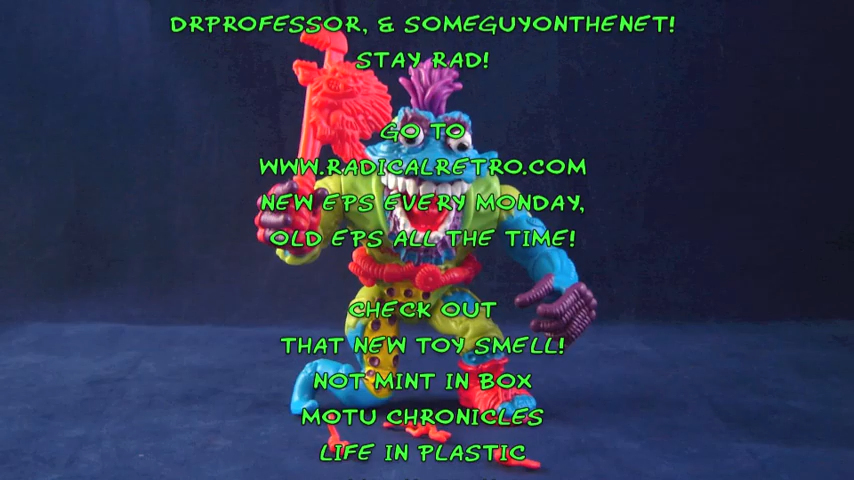 DRPROFESSOR, & SOMEGUYONTHENET!
STAY RAD!
GO TO
WWW.RADICALRETRO.COM
NEW EPS EVERY MONDAY,
OLD EPS ALL THE TIME!
CHECK OUT
THAT NEW TOY SMELL!
NOT MINT IN BOX
MOTU CHRONICLES
LIFE IN PLASTIC